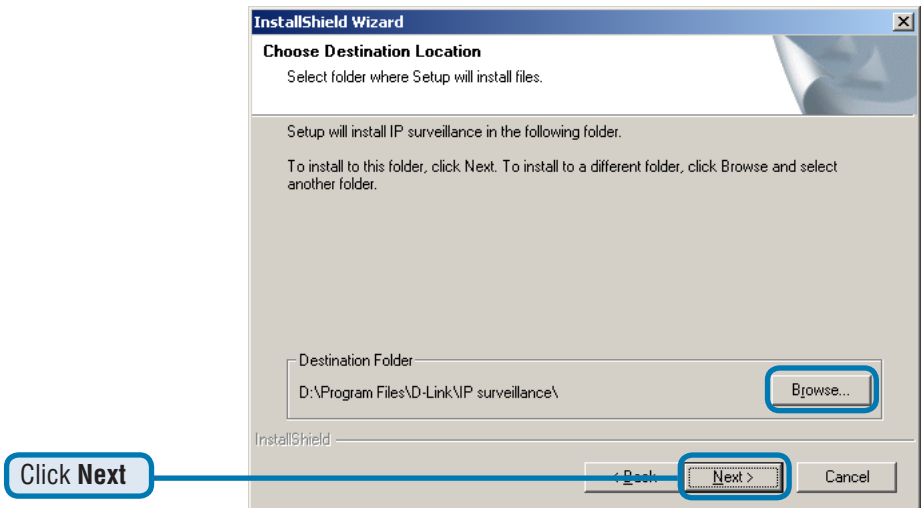 InstallShield Wizard
Choose Destination Location
Select folder where Setup will install files.
Setup will install IP surveillance in the following folder.
To install to this folder, click Next. To install to a different folder, click Browse and select
another folder.
Destination Folder
D:\Program Files\D-Link\IP surveillance\
Browse...
InstallShield
Click Next
< Back
Next >
Cancel